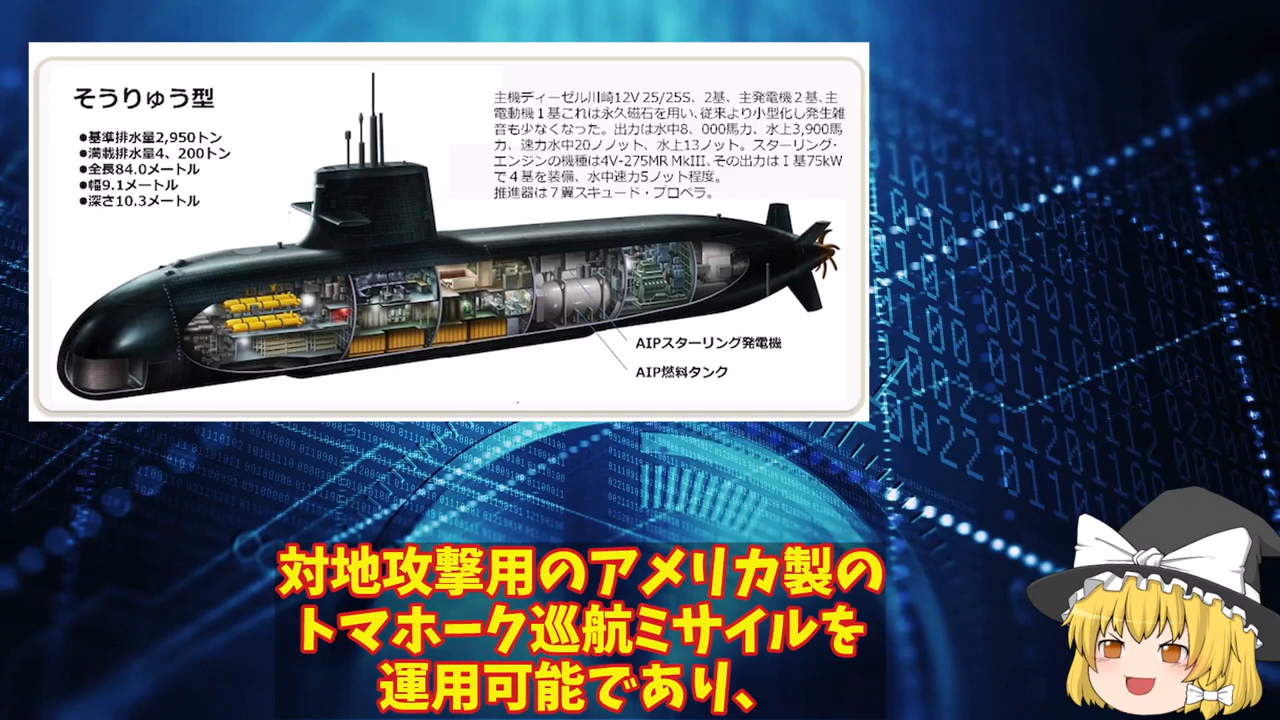 そうりゅう型
●基準排水量2,950トン
●満載排水量4、200トン
●全長84.0メートル
●幅9.1メートル
●深さ10.3メートル
主機ディーゼル川崎12V 25/25S、2基、主発電機2基、主
電動機1基これは永久磁石を用い、従来より小型化し発生雑
音も少なくなった。出力は水中8、000馬力、水上3,900馬
力、速力水中20ノノット、水上13ノット。スターリング・
エンジンの機種は4V-275MR MkIII、その出力は1基75kW
で4基を装備、水中速力5ノット程度。
推進器は7翼スキュード・プロペラ。
AIPスターリング発電機
AIP燃料タンク
対地攻撃用のアメリカ製の
トマホーク巡航ミサイルを
運用可能であり、